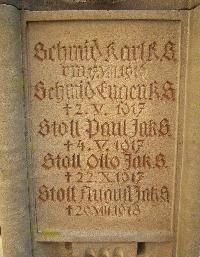 Schmid Karl K.S.
Schmid Eugen K.S.
† 2. V. 1917
Stoll Paul Jak.S.
† 4. V. 1917
Stoll Otto Jak.S.
† 22. X. 1917
Stoll August Jak.S.
1918